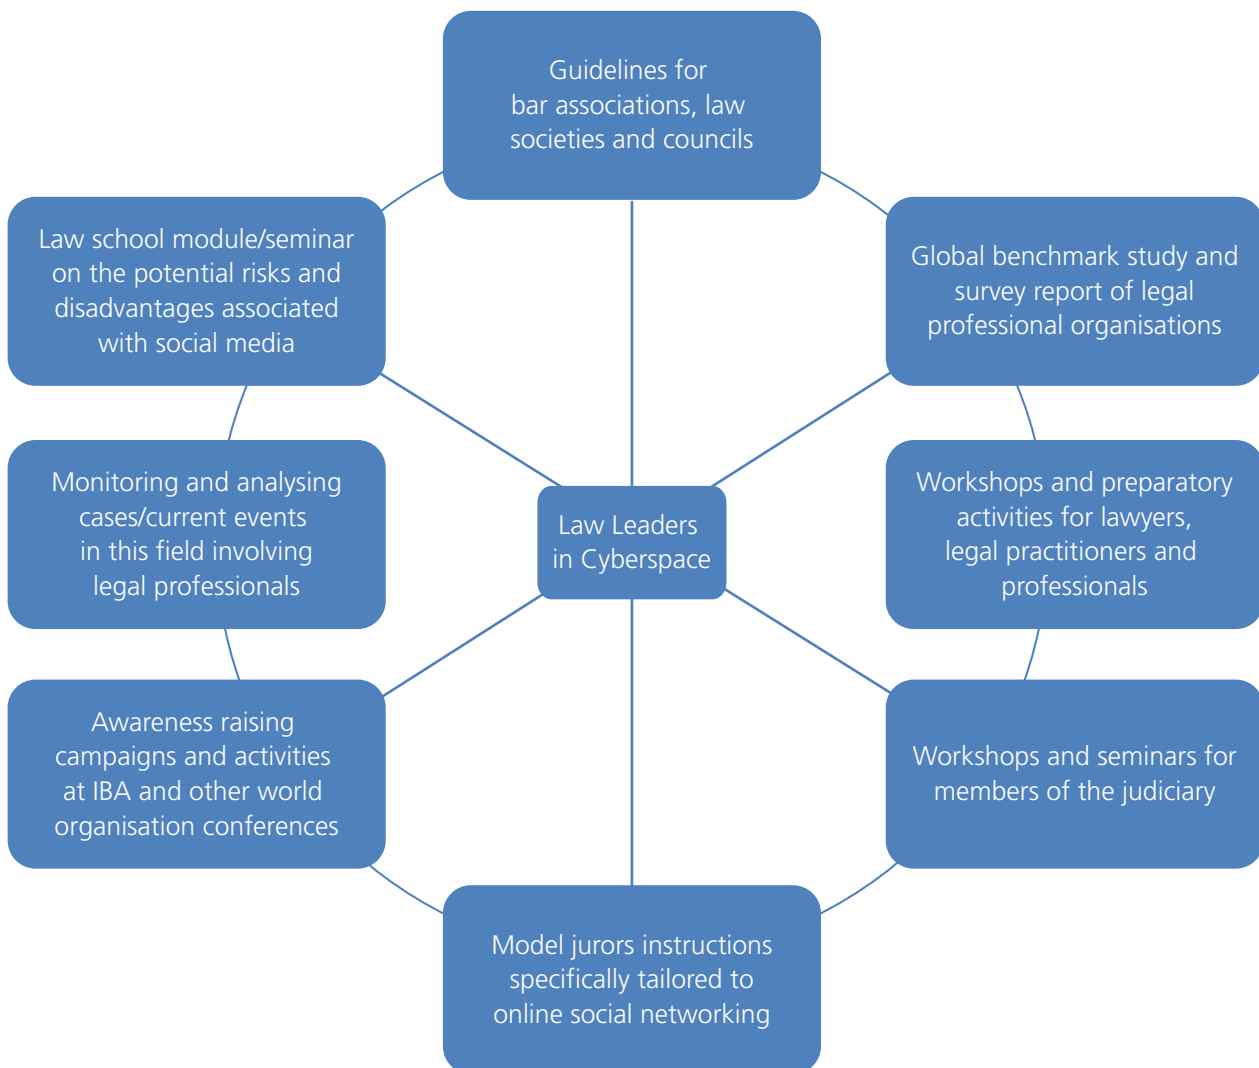 Guidelines for
bar associations, law
societies and councils
Global benchmark study and
survey report of legal
professional organisations
Workshops and preparatory
activities for lawyers,
legal practitioners and
professionals
Workshops and seminars for
members of the judiciary
Model jurors instructions
specifically tailored to
online social networking
Awareness raising
campaigns and activities
at IBA and other world
organisation conferences
Monitoring and analysing
cases/current events
in this field involving
legal professionals
Law school module/seminar
on the potential risks and
disadvantages associated
with social media
Law Leaders
in Cyberspace